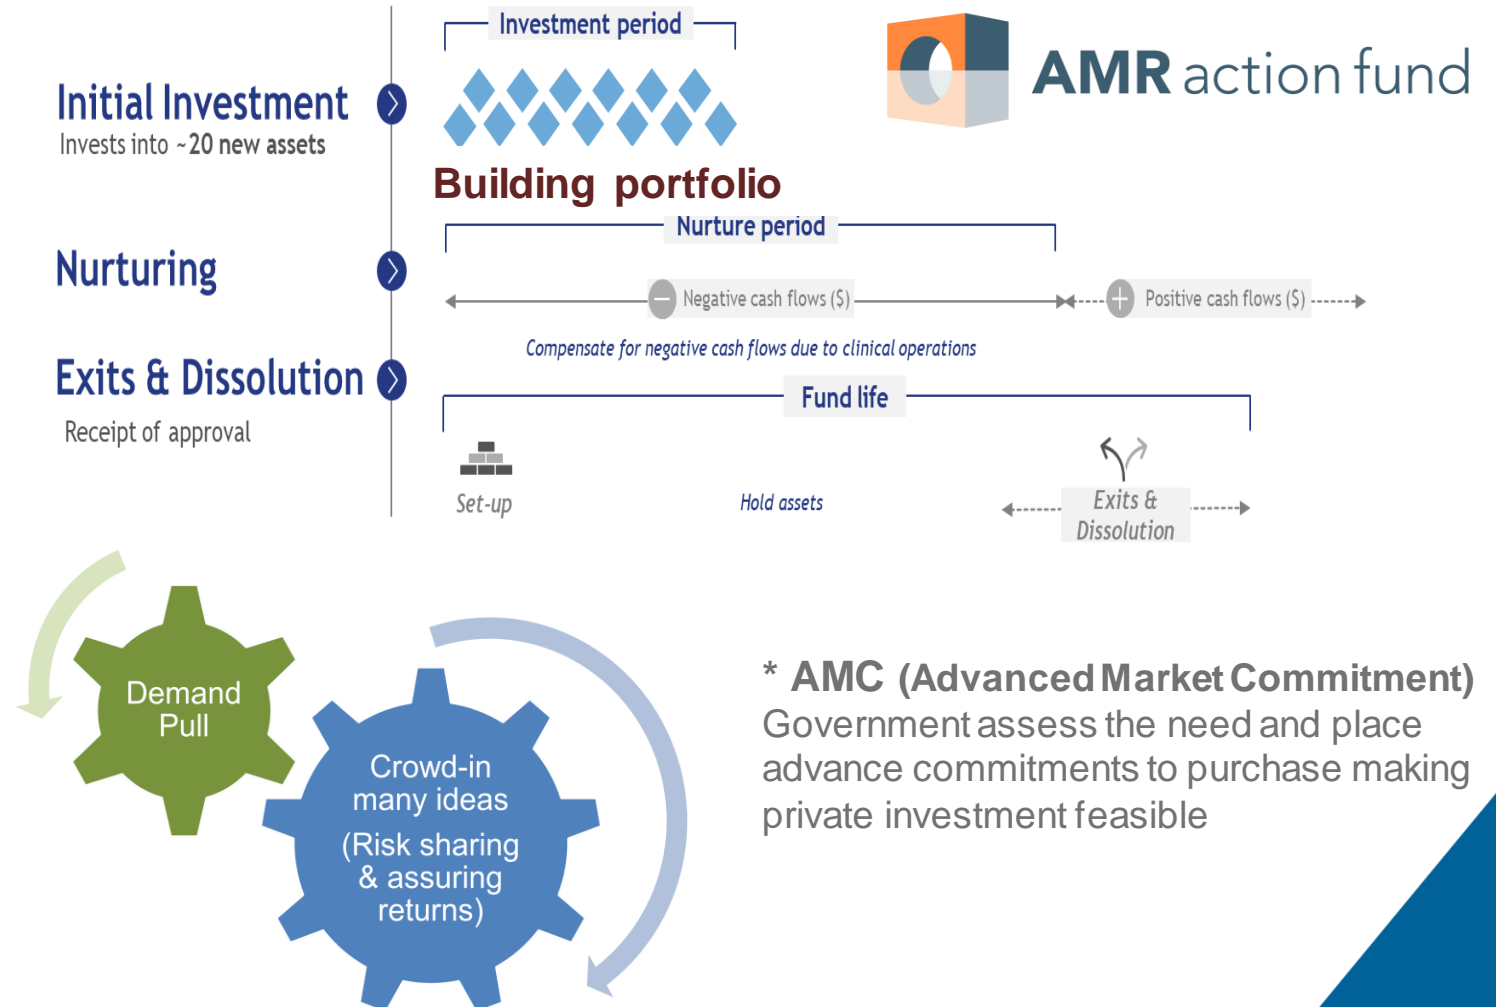 Investment period
AMR action fund
Initial Investment
Invests into ~20 new assets
Building portfolio
Nurture period
Nurturing
Negative cash flows ($)
Positive cash flows ($)
Compensate for negative cash flows due to clinical operations
Exits & Dissolution
Receipt of approval
Fund life
Set-up
Hold assets
Exits &
Dissolution
Demand
Pull
Crowd-in
many ideas
(Risk sharing
& assuring
returns)
* AMC (Advanced Market Commitment)
Government assess the need and place
advance commitments to purchase making
private investment feasible